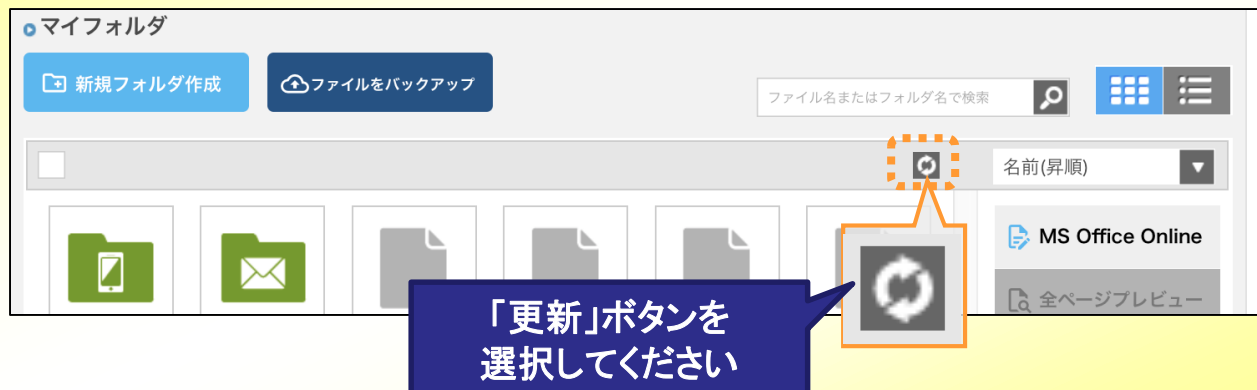 マイフォルダ
新規フォルダ作成
ファイルをバックアップ
ファイル名またはフォルダ名で検索
名前(昇順)
MS Office Online
全ページプレビュー
「更新」ボタンを
選択してください